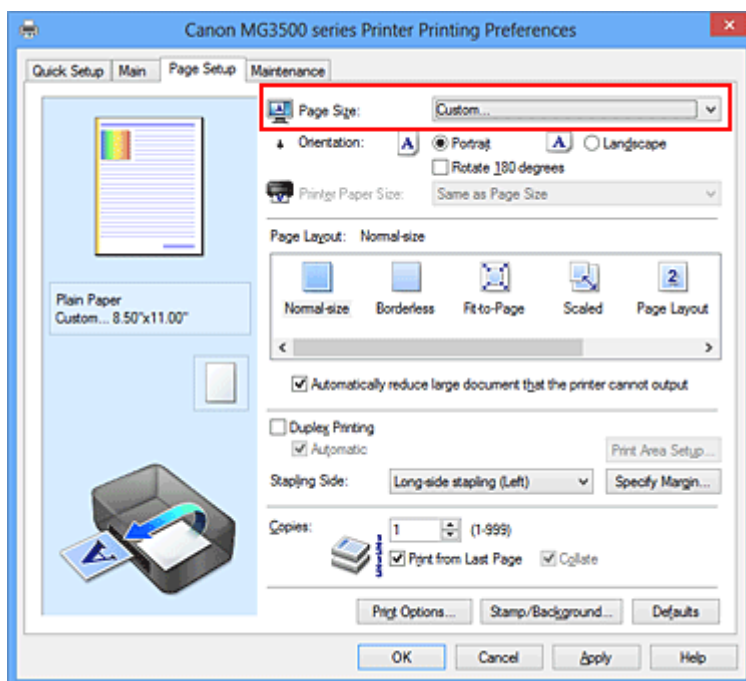 Canon MG3500 series Printer Printing Preferences
Quick Setup Main Page Setup Maintenance
Page Size: Custom...
Orientation: A Portrait A Landscape
Rotate 180 degrees
Printer Paper Size: Same as Page Size
Page Layout: Normal-size
2
Normal-size Borderless Fit-to-Page Scaled Page Layout
Plain Paper
Custom... 8.50"x11.00"
Automatically reduce large document that the printer cannot output
Duplex Printing
Automatic
Print Area Setup...
Stapling Side: Long-side stapling (Left) Specify Margin...
Copies: 1 (1-999)
Print from Last Page Collate
A
Print Options... Stamp/Background... Defaults
OK Cancel Apply Help